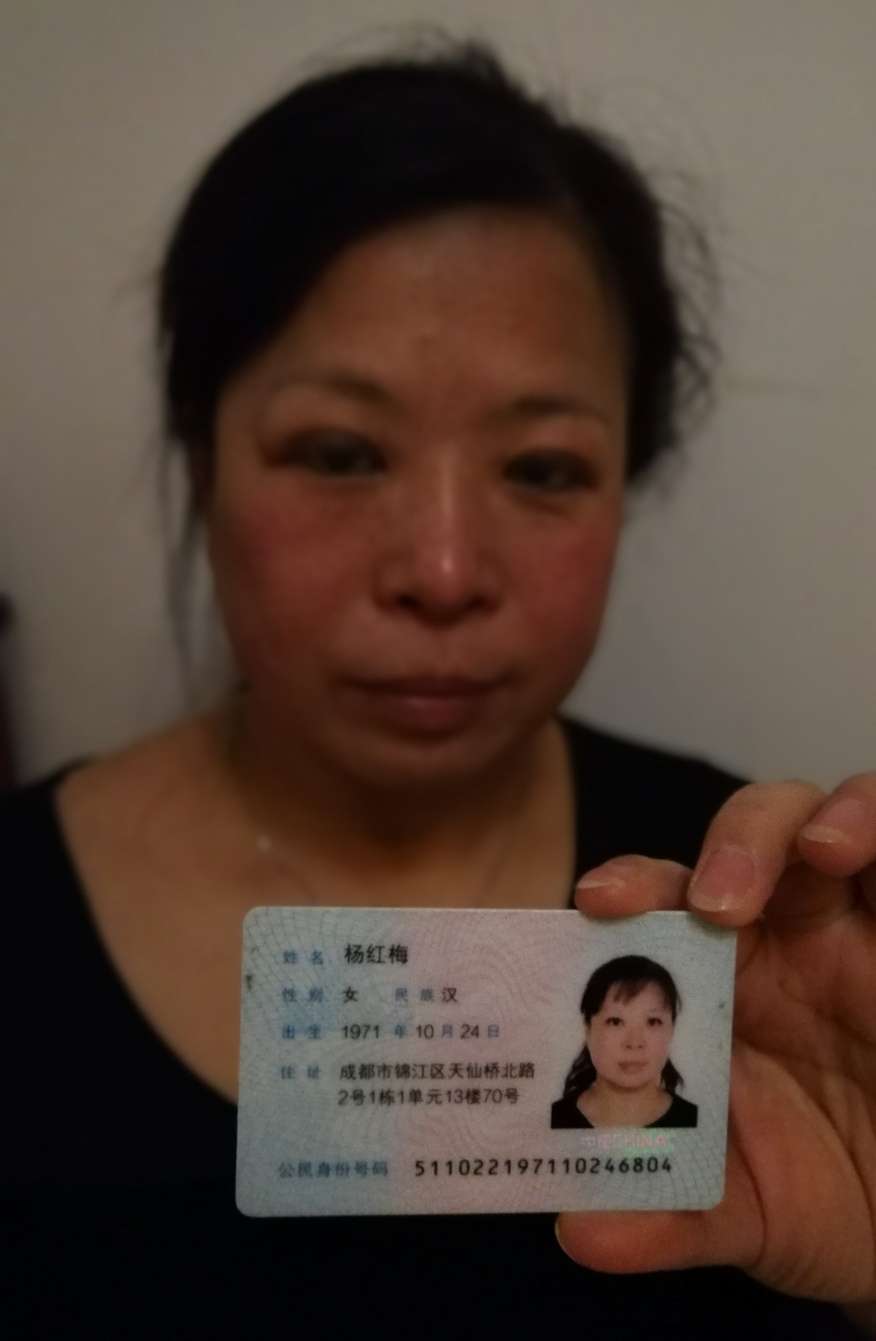 姓名 杨红梅
性别 女 民族 汉
出生 1971 年 10 月 24 日
住址 成都市锦江区天仙桥北路
2号1栋1单元13楼70号
公民身份号码 511022197110246804